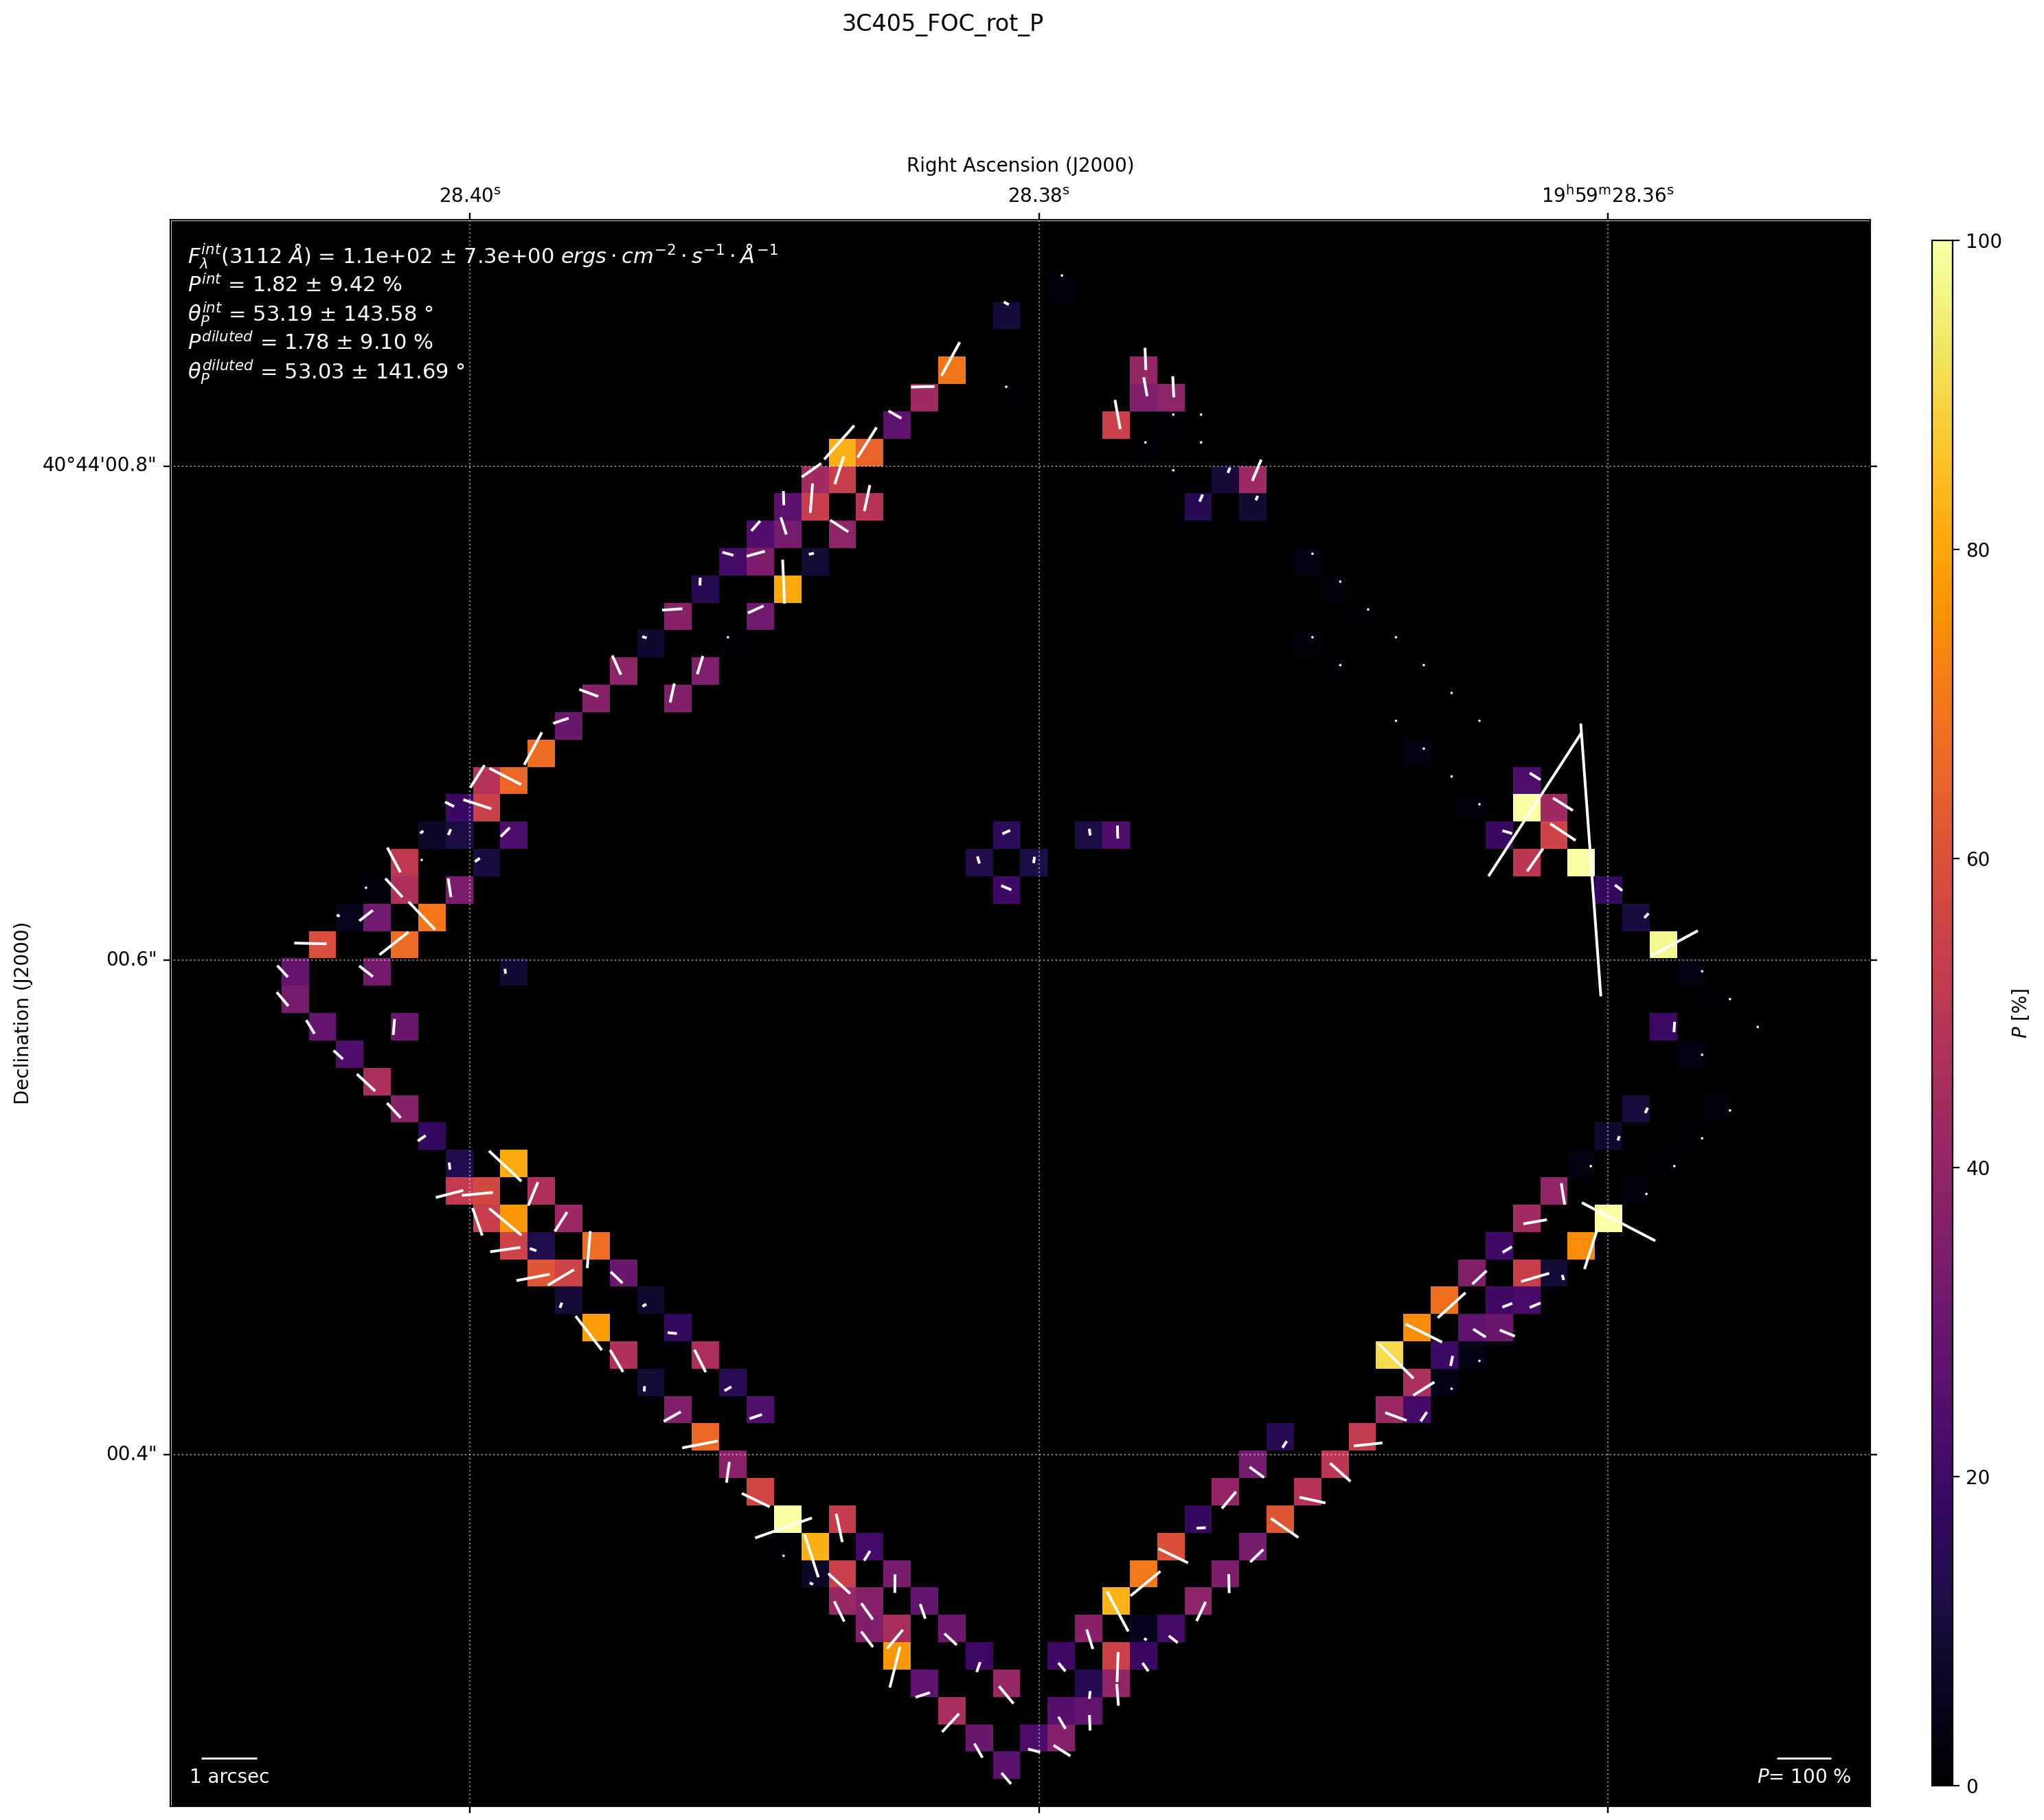 3C405_FOC_rot_P
Right Ascension (J2000)
28.40ˢ 28.38ˢ 19ʰ59ᵐ28.36ˢ
F_λ^int(3112 Å) = 1.1e+02 ± 7.3e+00 ergs · cm⁻² · s⁻¹ · Å⁻¹
P^int = 1.82 ± 9.42 %
θ_P^int = 53.19 ± 143.58 °
P^diluted = 1.78 ± 9.10 %
θ_P^diluted = 53.03 ± 141.69 °
40°44'00.8"
00.6"
00.4"
Declination (J2000)
1 arcsec
P= 100 %
100
80
60
40
20
0
P [%]